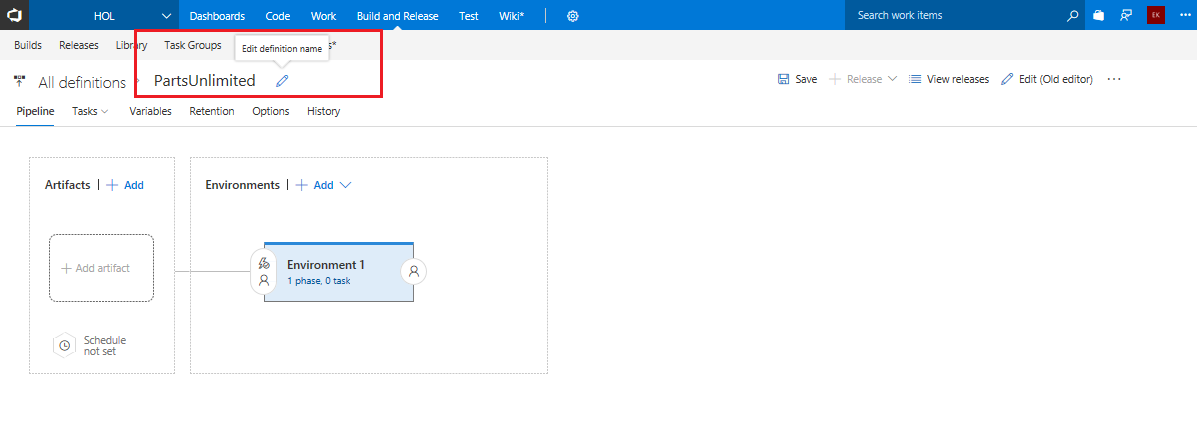 HOL Dashboards Code Work Build and Release Test Wiki* Search work items EK
Builds Releases Library Task Groups s*
Edit definition name
All definitions PartsUnlimited Save Release View releases Edit (Old editor)
Pipeline Tasks Variables Retention Options History
Artifacts | + Add Environments | + Add
+ Add artifact
Environment 1
1 phase, 0 task
Schedule
not set